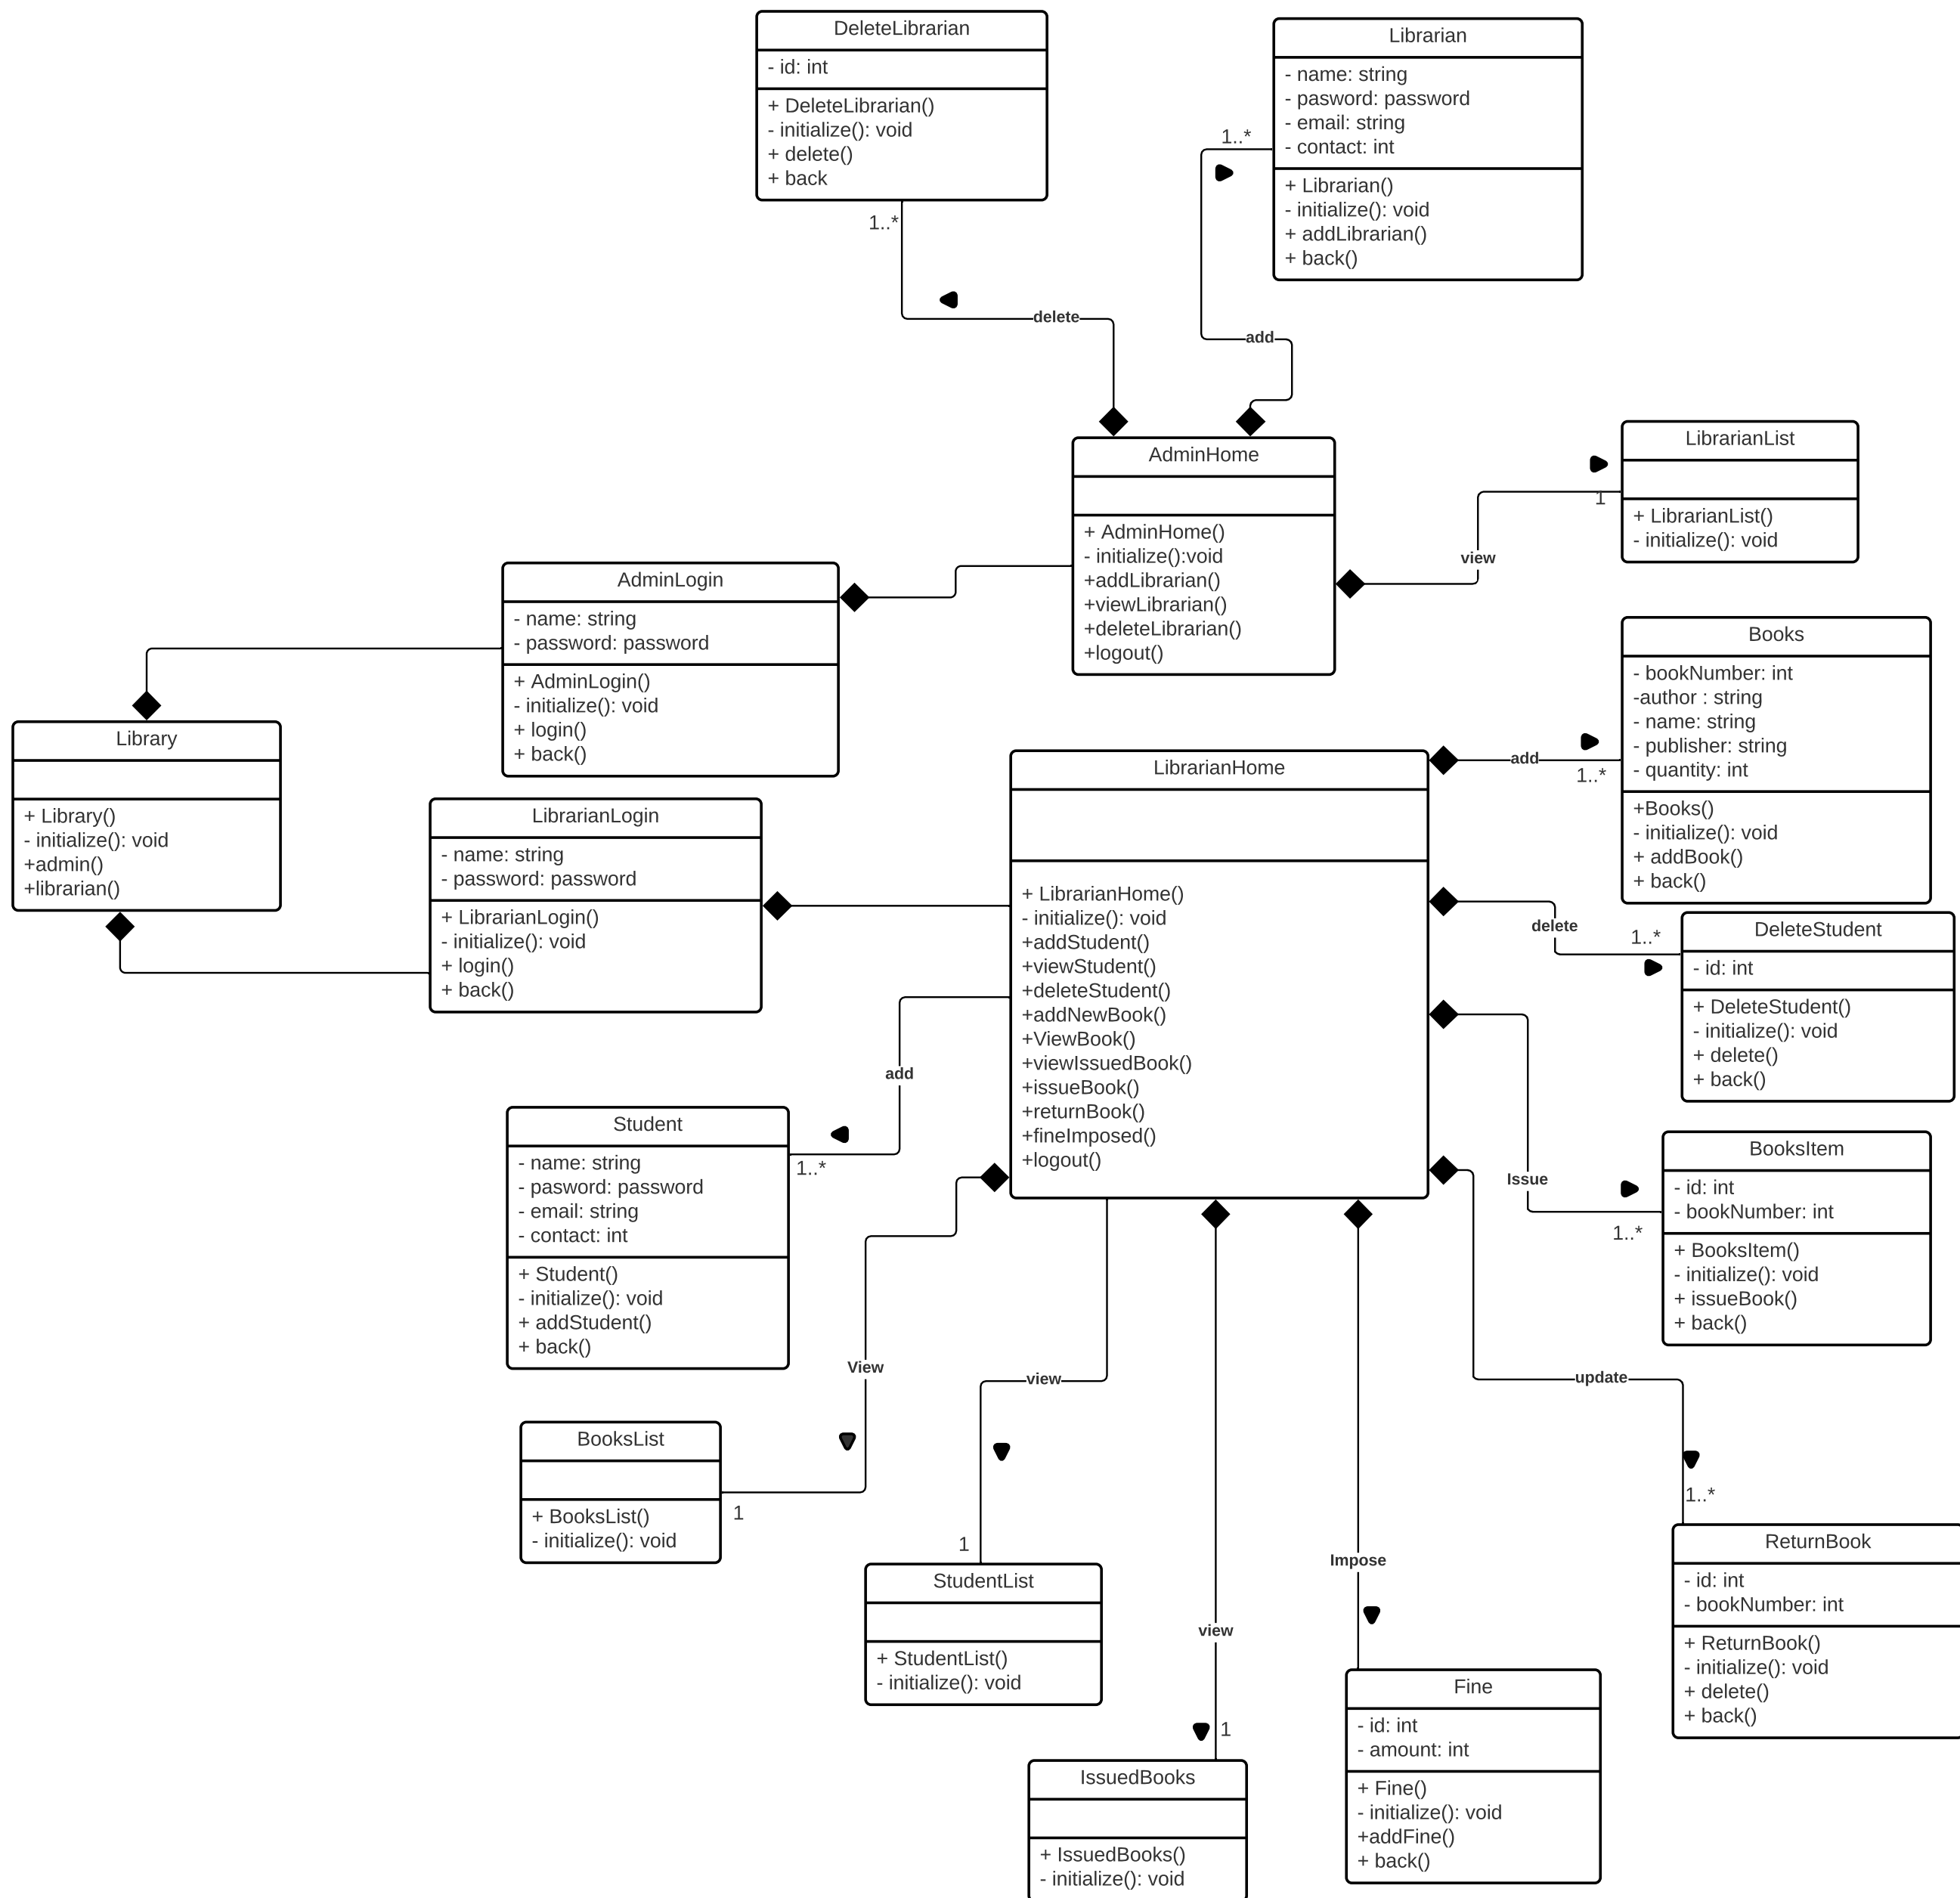 DeleteLibrarian
- id: int
+ DeleteLibrarian()
- initialize(): void
+ delete()
+ back
1..*
delete
Librarian
- name: string
- pasword: password
- email: string
- contact: int
+ Librarian()
- initialize(): void
+ addLibrarian()
+ back()
1..*
add
AdminHome
+ AdminHome()
- initialize():void
+addLibrarian()
+viewLibrarian()
+deleteLibrarian()
+logout()
view
1
LibrarianList
+ LibrarianList()
- initialize(): void
AdminLogin
- name: string
- password: password
+ AdminLogin()
- initialize(): void
+ login()
+ back()
Library
+ Library()
- initialize(): void
+admin()
+librarian()
LibrarianLogin
- name: string
- password: password
+ LibrarianLogin()
- initialize(): void
+ login()
+ back()
LibrarianHome
+ LibrarianHome()
- initialize(): void
+addStudent()
+viewStudent()
+deleteStudent()
+addNewBook()
+ViewBook()
+viewIssuedBook()
+issueBook()
+returnBook()
+fineImposed()
+logout()
add
1..*
Books
- bookNumber: int
-author : string
- name: string
- publisher: string
- quantity: int
+Books()
- initialize(): void
+ addBook()
+ back()
delete
1..*
DeleteStudent
- id: int
+ DeleteStudent()
- initialize(): void
+ delete()
+ back()
Issue
1..*
BooksItem
- id: int
- bookNumber: int
+ BooksItem()
- initialize(): void
+ issueBook()
+ back()
add
1..*
Student
- name: string
- pasword: password
- email: string
- contact: int
+ Student()
- initialize(): void
+ addStudent()
+ back()
View
1
BooksList
+ BooksList()
- initialize(): void
view
1
StudentList
+ StudentList()
- initialize(): void
view
1
IssuedBooks
+ IssuedBooks()
- initialize(): void
Impose
Fine
- id: int
- amount: int
+ Fine()
- initialize(): void
+addFine()
+ back()
update
1..*
ReturnBook
- id: int
- bookNumber: int
+ ReturnBook()
- initialize(): void
+ delete()
+ back()